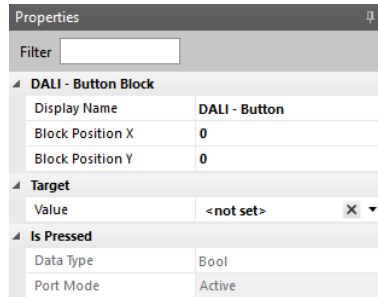 Properties
Filter
DALI - Button Block
Display Name DALI - Button
Block Position X 0
Block Position Y 0
Target
Value <not set>
Is Pressed
Data Type Bool
Port Mode Active